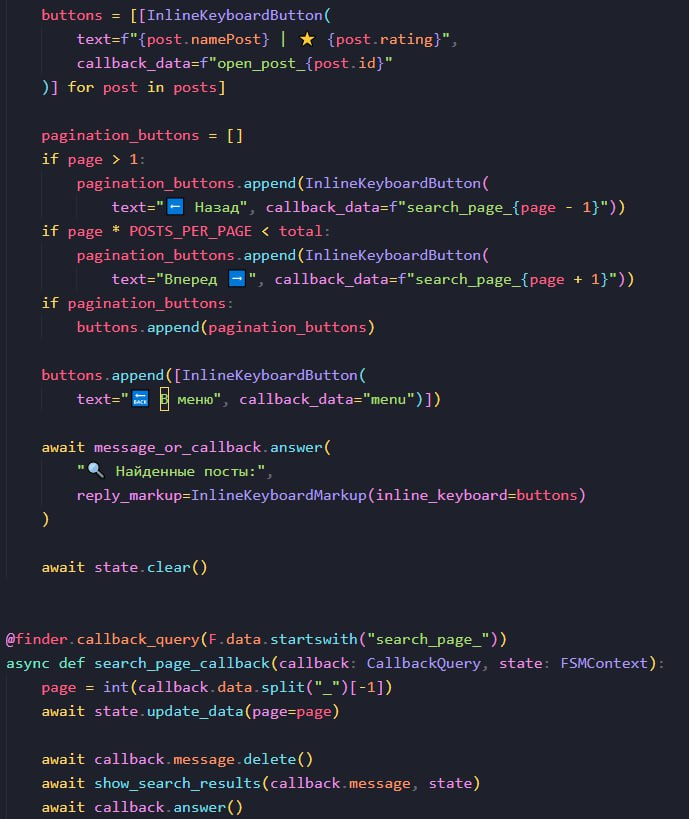 buttons = [[InlineKeyboardButton(
text=f"{post.namePost} | ⭐ {post.rating}",
callback_data=f"open_post_{post.id}"
)] for post in posts]
pagination_buttons = []
if page > 1:
pagination_buttons.append(InlineKeyboardButton(
text="⬅️ Назад", callback_data=f"search_page_{page - 1}"))
if page * POSTS_PER_PAGE < total:
pagination_buttons.append(InlineKeyboardButton(
text="Вперед ➡️", callback_data=f"search_page_{page + 1}"))
if pagination_buttons:
buttons.append(pagination_buttons)
buttons.append([InlineKeyboardButton(
text="🔙 В меню", callback_data="menu")])
await message_or_callback.answer(
"🔍 Найденные посты:",
reply_markup=InlineKeyboardMarkup(inline_keyboard=buttons)
)
await state.clear()
@finder.callback_query(F.data.startswith("search_page_"))
async def search_page_callback(callback: CallbackQuery, state: FSMContext):
page = int(callback.data.split("_")[-1])
await state.update_data(page=page)
await callback.message.delete()
await show_search_results(callback.message, state)
await callback.answer()